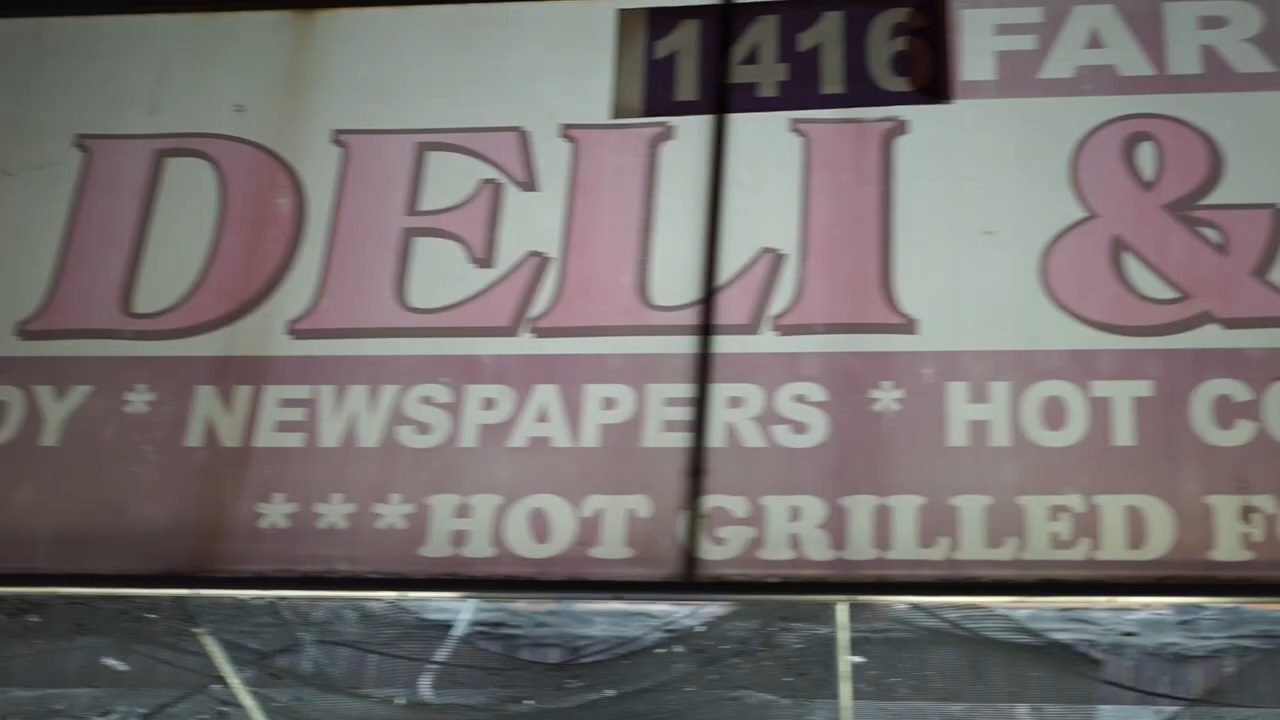 1416 FAR
DELI &
DY * NEWSPAPERS * HOT CO
***HOT GRILLED F